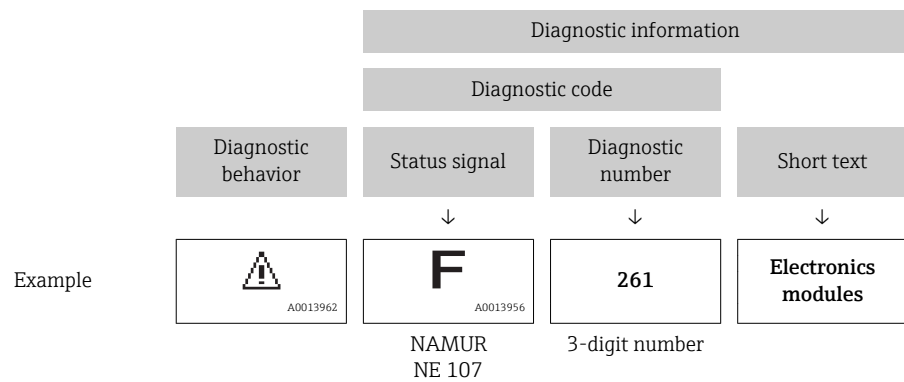 Diagnostic information
Diagnostic code
Diagnostic
behavior
Status signal
Diagnostic
number
Short text
↓ ↓ ↓
Example
A0013962
F
A0013956
261
Electronics
modules
NAMUR
NE 107
3-digit number